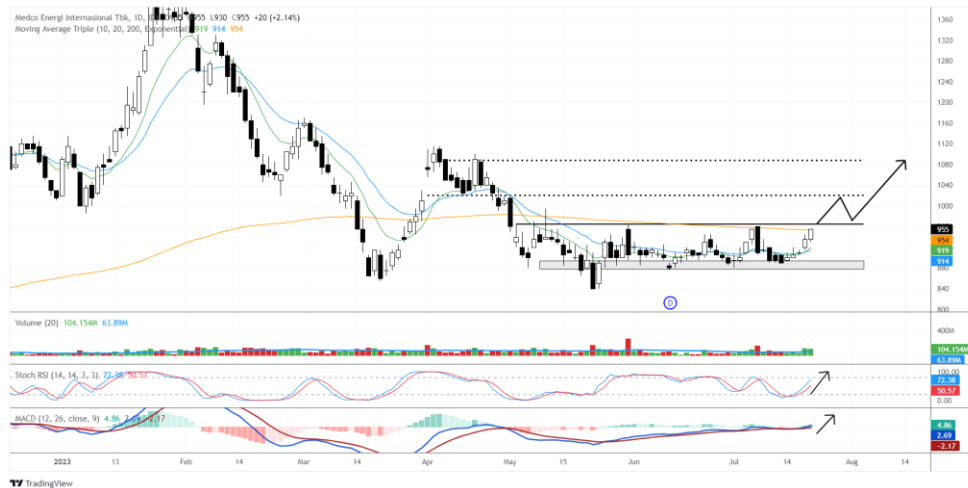 Medco Energi Internasional Tbk, 1D, L930 C955 +20 (+2.14%)
Moving Average Triple (10, 20, 200, Exponential) 919 914 954
1360
1320
1280
1240
1200
1160
1120
1080
1040
1000
960
955
954
919
914
880
840
800
D
Volume (20) 104.154M 63.89M
400M
104.154M
63.89M
Stoch RSI (14, 14, 3, 3) 72.38 50.57
100.00
72.38
50.57
0.00
MACD (12, 26, close, 9) 4.86 2.69 -2.17
4.86
2.69
-2.17
2023 13 Feb 14 Mar 14 Apr May 15 Jun Jul 14 Aug 14
TradingView